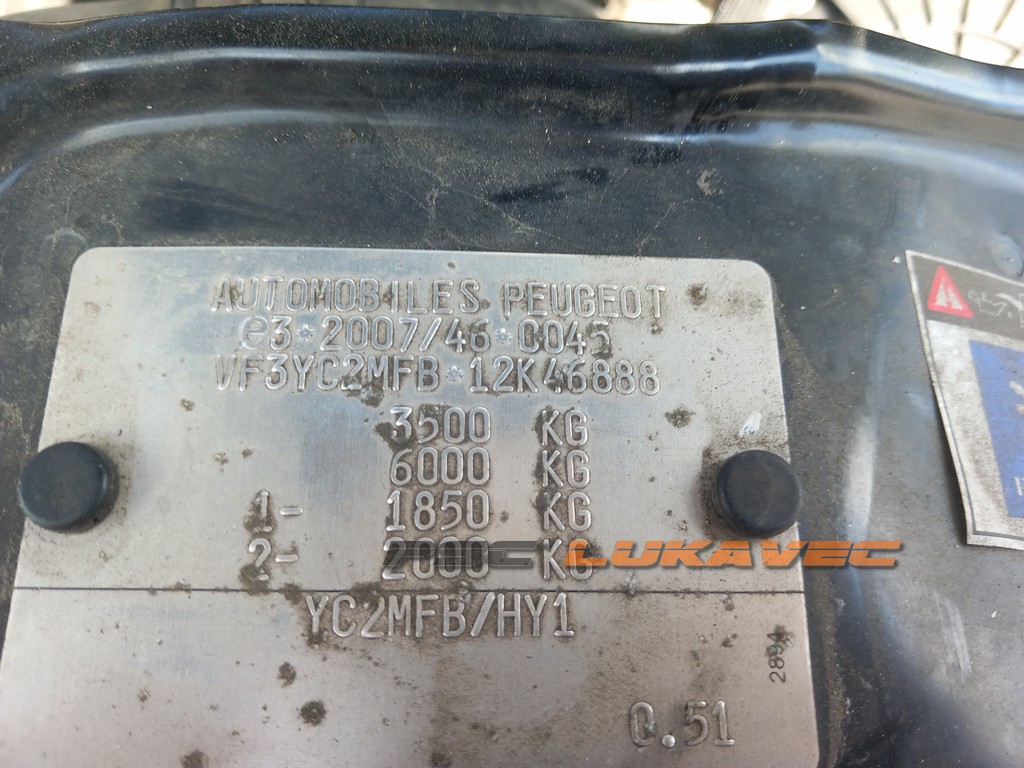 AUTOMOBILES PEUGEOT
e3*2007/46*0045
VF3YC2MFB*12K46888
3500 KG
6000 KG
1- 1850 KG
2- 2000 KG
LUKAVEC
YC2MFB/HY1
2894
0.51